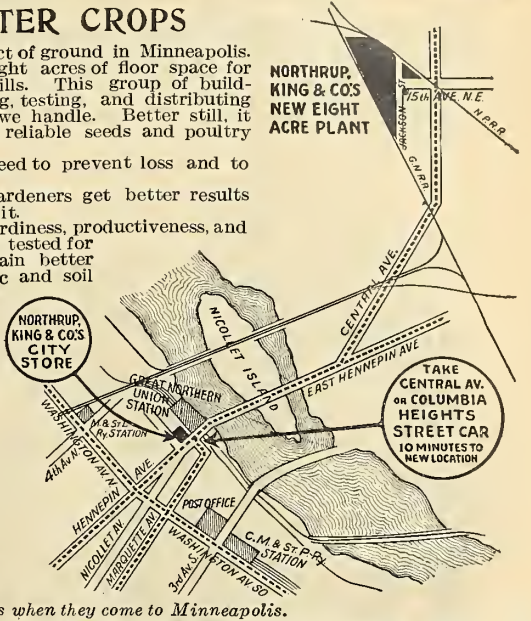 TER CROPS
ct of ground in Minneapolis.
ght acres of floor space for
ills. This group of build-
g, testing, and distributing
we handle. Better still, it
reliable seeds and poultry
eed to prevent loss and to
ardeners get better results
it.
rdiness, productiveness, and
tested for
ain better
c and soil
NORTHRUP,
KING & CO'S
NEW EIGHT
ACRE PLANT
JACKSON ST
15TH AVE. N.E.
N.P.R.R.
G.N.R.R.
CENTRAL AVE.
NORTHRUP,
KING & CO'S
CITY
STORE
NICOLLET ISLAND
EAST HENNEPIN AVE
GREAT NORTHERN
UNION
STATION
TAKE
CENTRAL AV.
OR COLUMBIA
HEIGHTS
STREET CAR
10 MINUTES TO
NEW LOCATION
M. & ST. L.
RY. STATION
4th AV. N.
WASHINGTON AV. N.
HENNEPIN AVE
NICOLLET AV.
MARQUETTE AV.
POST OFFICE
3rd AV. S.
C. M. & ST. P. RY.
STATION
WASHINGTON AV SO
s when they come to Minneapolis.